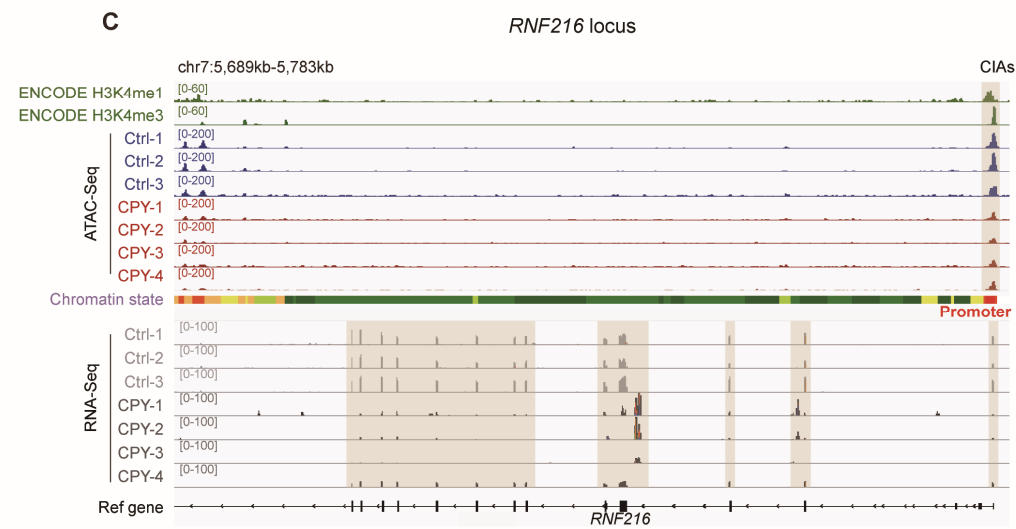 C
RNF216 locus
chr7:5,689kb-5,783kb
CIAs
ENCODE H3K4me1 [0-60]
ENCODE H3K4me3 [0-60]
ATAC-Seq
Ctrl-1 [0-200]
Ctrl-2 [0-200]
Ctrl-3 [0-200]
CPY-1 [0-200]
CPY-2 [0-200]
CPY-3 [0-200]
CPY-4 [0-200]
Chromatin state
Promoter
RNA-Seq
Ctrl-1 [0-100]
Ctrl-2 [0-100]
Ctrl-3 [0-100]
CPY-1 [0-100]
CPY-2 [0-100]
CPY-3 [0-100]
CPY-4 [0-100]
Ref gene
RNF216